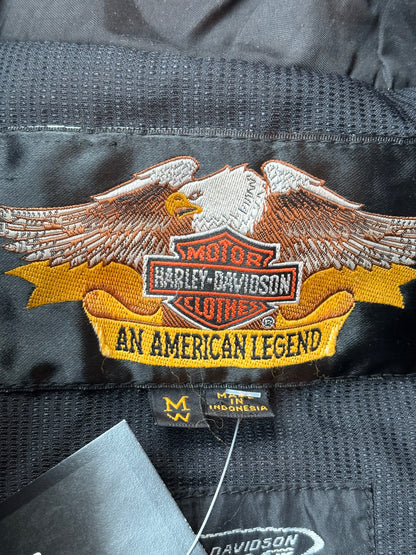 MOTOR
HARLEY-DAVIDSON
CLOTHES
®
AN AMERICAN LEGEND
M
W
MADE
IN
INDONESIA
DAVIDSON